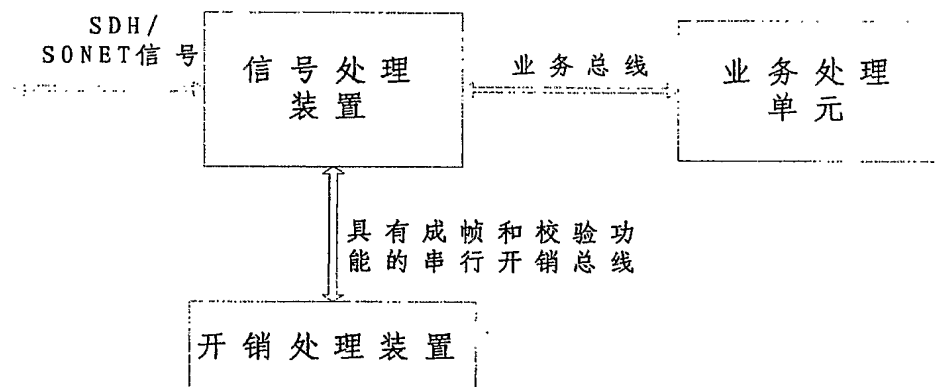 SDH/
SONET信号
信号处理
装置
业务总线
业务处理
单元
具有成帧和校验功
能的串行开销总线
开销处理装置